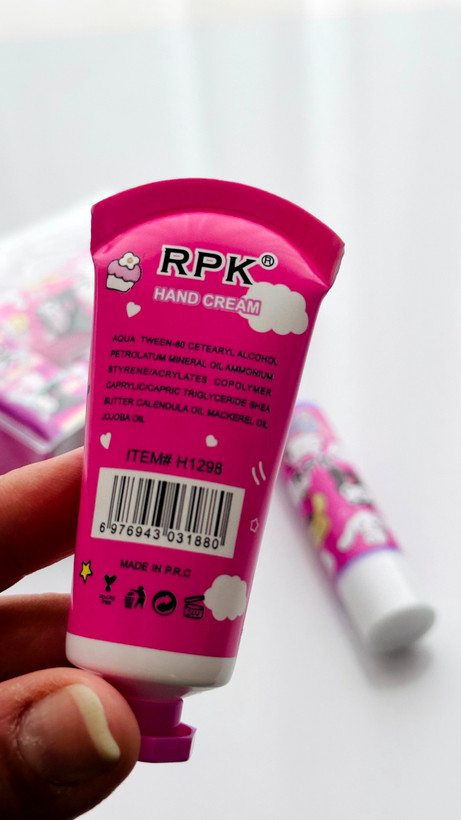 RPK®
HAND CREAM
AQUA TWEEN-80 CETEARYL ALCOHOL,
PETROLATUM MINERAL OIL AMMONIUM
STYRENE/ACRYLATES COPOLYMER
CAPRYLIC/CAPRIC TRIGLYCERIDE SHEA
BUTTER CALENDULA OIL, MACKEREL OIL,
JOJOBA OIL
ITEM# H1298
6 976943 031880
MADE IN P.R.C